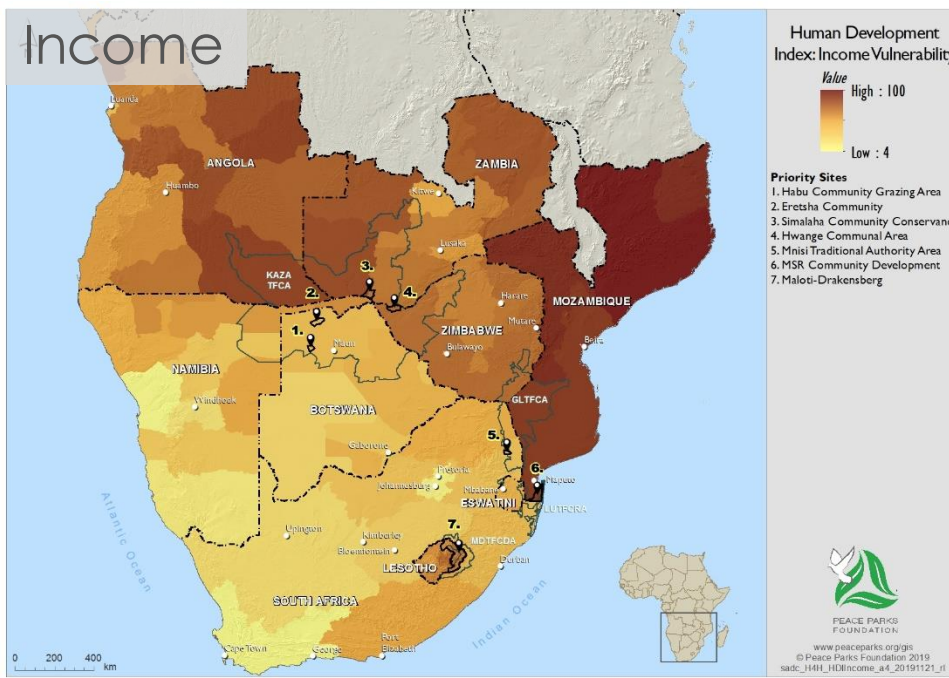 Income
Human Development
Index: Income Vulnerability
Value
High : 100
Low : 4
Priority Sites
1. Habu Community Grazing Area
2. Eretsha Community
3. Simalaha Community Conservanc
4. Hwange Communal Area
5. Mnisi Traditional Authority Area
6. MSR Community Development
7. Maloti-Drakensberg
Luanda
ANGOLA
ZAMBIA
Huambo
Kitwe
Lusaka
KAZA
TFCA
3.
2.
4.
Harare
MOZAMBIQUE
1.
Maun
ZIMBABWE
Mutare
Bulawayo
Beira
NAMIBIA
Windhoek
BOTSWANA
GLTFCA
Gaborone
5.
Pretoria
Johannesburg
6.
Maputo
Mbabane
ESWATINI
LUTFCRA
Atlantic Ocean
Upington
Kimberley
Bloemfontein
7.
MDTFCDA
LESOTHO
Durban
SOUTH AFRICA
Indian Ocean
Port
Elizabeth
Cape Town
George
0 200 400
km
PEACE PARKS
FOUNDATION
www.peaceparks.org/gis
© Peace Parks Foundation 2019
sadc_H4H_HDIIncome_a4_20191121_rl